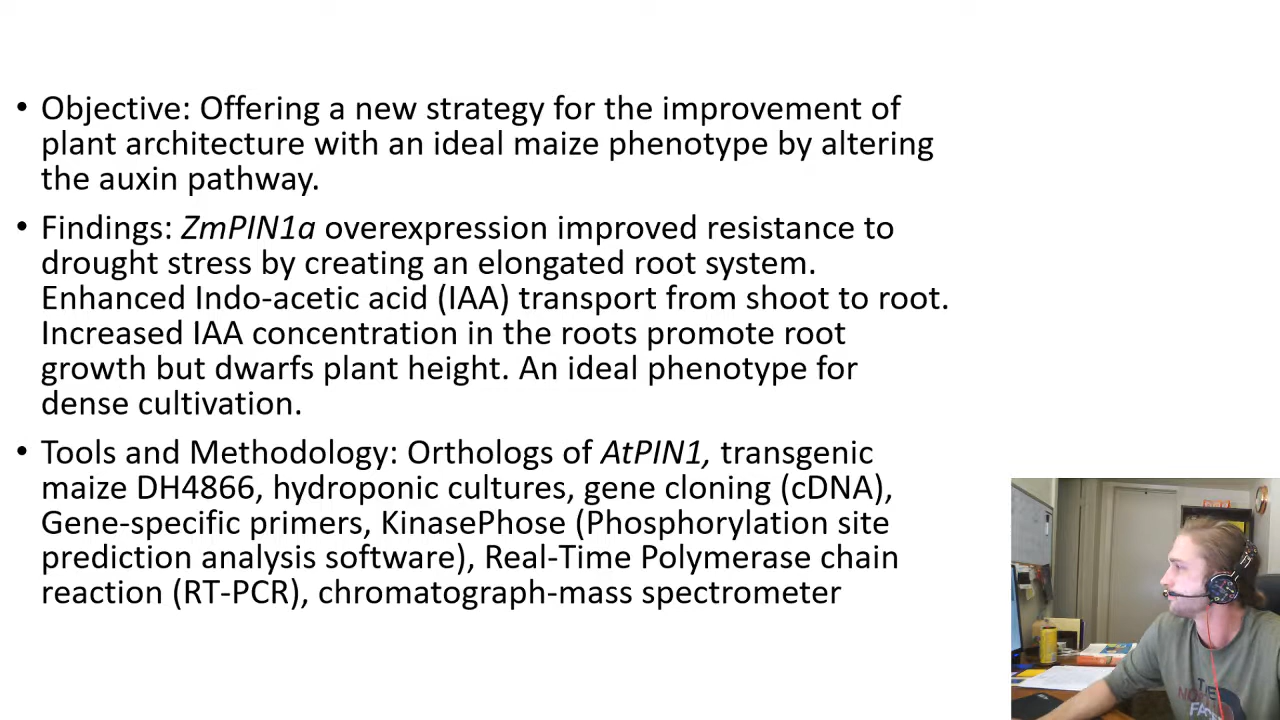 • Objective: Offering a new strategy for the improvement of
plant architecture with an ideal maize phenotype by altering
the auxin pathway.
• Findings: ZmPIN1a overexpression improved resistance to
drought stress by creating an elongated root system.
Enhanced Indo-acetic acid (IAA) transport from shoot to root.
Increased IAA concentration in the roots promote root
growth but dwarfs plant height. An ideal phenotype for
dense cultivation.
• Tools and Methodology: Orthologs of AtPIN1, transgenic
maize DH4866, hydroponic cultures, gene cloning (cDNA),
Gene-specific primers, KinasePhose (Phosphorylation site
prediction analysis software), Real-Time Polymerase chain
reaction (RT-PCR), chromatograph-mass spectrometer
THE
NORTH
FACE